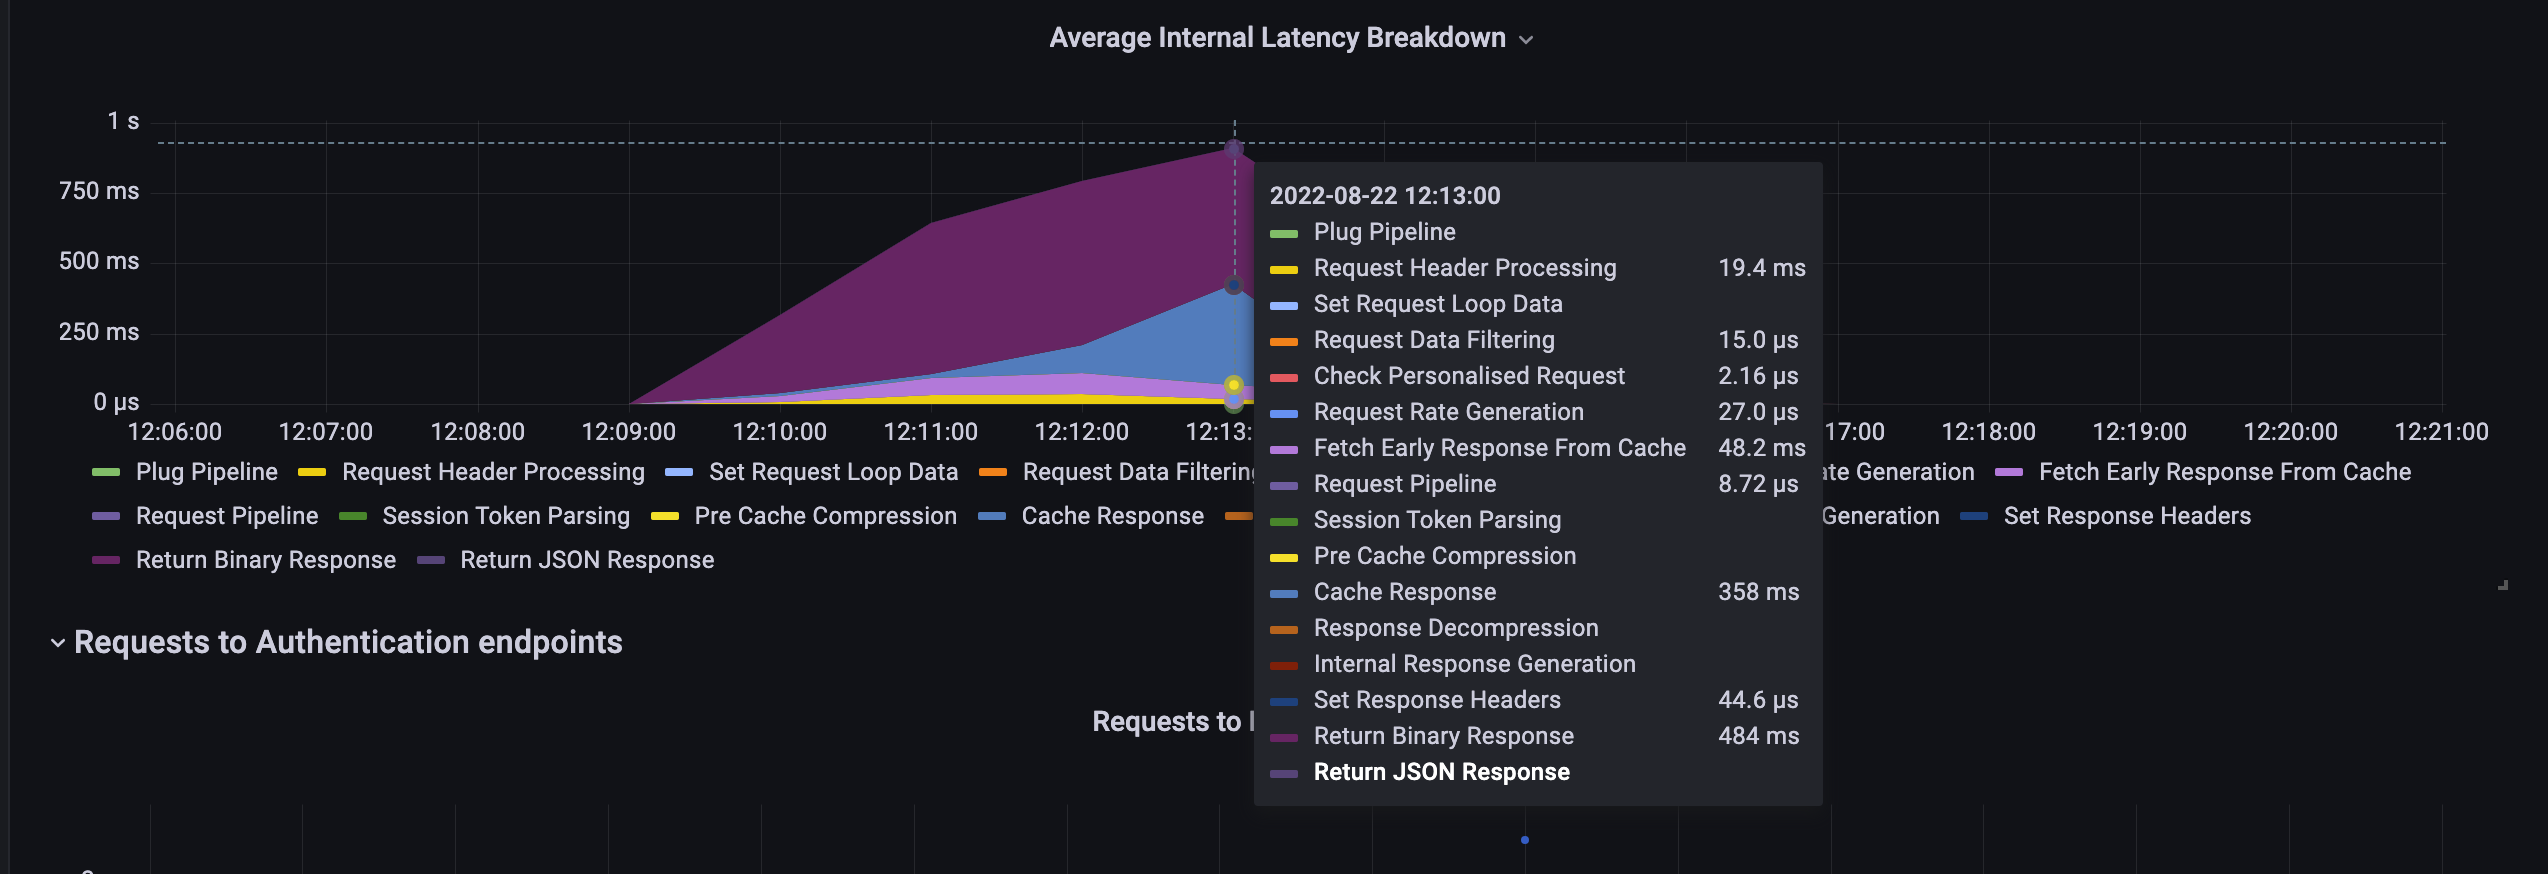 Average Internal Latency Breakdown
1 s
750 ms
500 ms
250 ms
0 µs
12:06:00 12:07:00 12:08:00 12:09:00 12:10:00 12:11:00 12:12:00 12:13: 17:00 12:18:00 12:19:00 12:20:00 12:21:00
Plug Pipeline Request Header Processing Set Request Loop Data Request Data Filtering ate Generation Fetch Early Response From Cache
Request Pipeline Session Token Parsing Pre Cache Compression Cache Response Generation Set Response Headers
Return Binary Response Return JSON Response
2022-08-22 12:13:00
Plug Pipeline
Request Header Processing 19.4 ms
Set Request Loop Data
Request Data Filtering 15.0 µs
Check Personalised Request 2.16 µs
Request Rate Generation 27.0 µs
Fetch Early Response From Cache 48.2 ms
Request Pipeline 8.72 µs
Session Token Parsing
Pre Cache Compression
Cache Response 358 ms
Response Decompression
Internal Response Generation
Set Response Headers 44.6 µs
Return Binary Response 484 ms
Return JSON Response
Requests to Authentication endpoints
Requests to